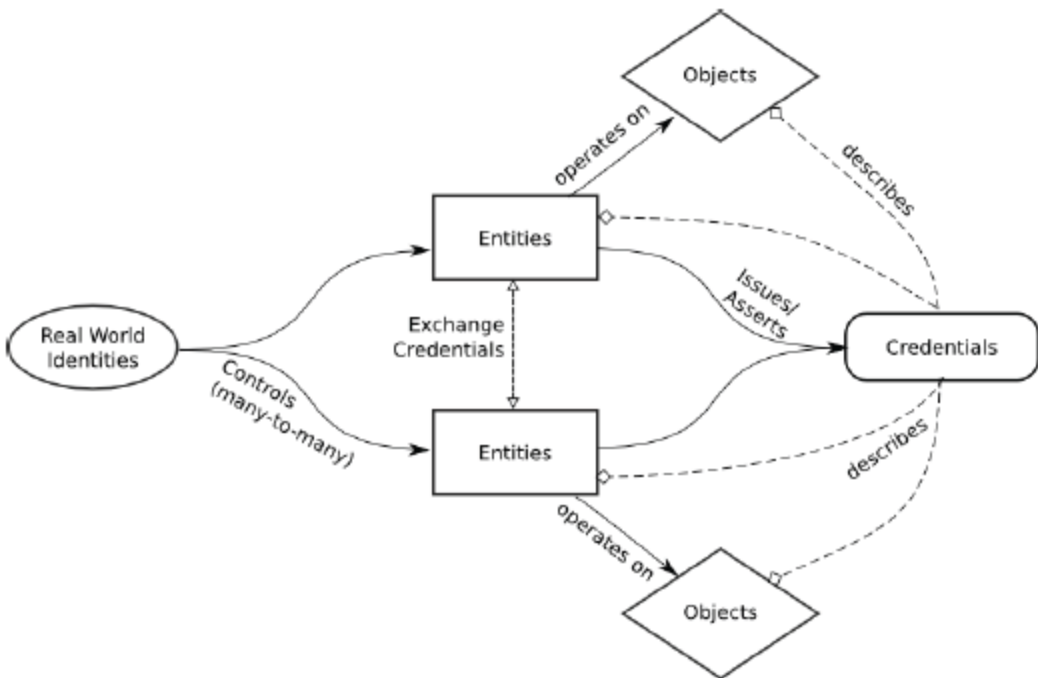 Objects
operates on
describes
Entities
Issues/
Asserts
Exchange
Credentials
Real World
Identities
Credentials
Controls
(many-to-many)
Entities
describes
operates on
Objects